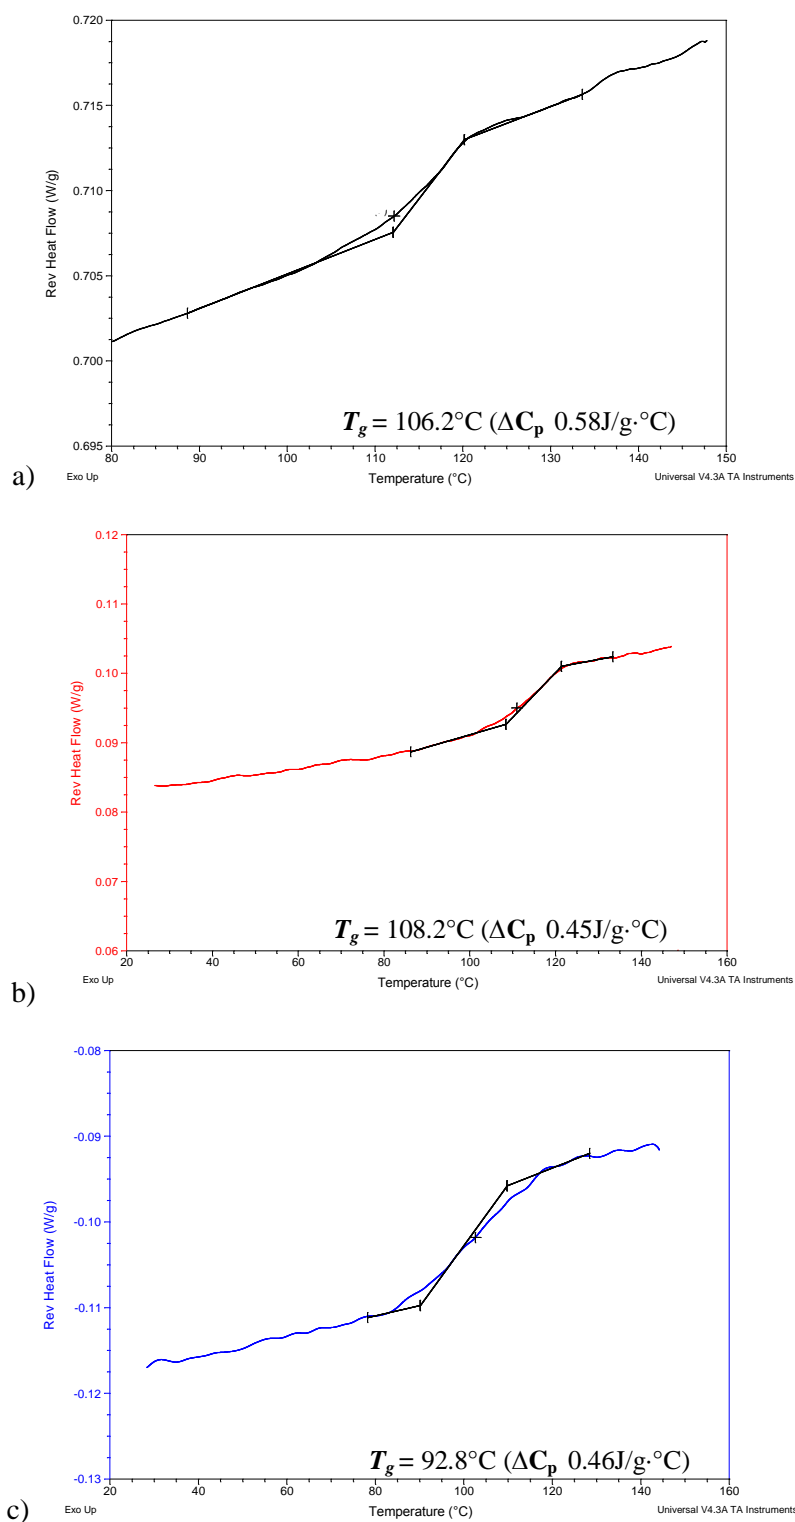 0.720
0.715
0.710
0.705
0.700
0.695
Rev Heat Flow (W/g)
Tg = 106.2°C (ΔCp 0.58J/g·°C)
80 90 100 110 120 130 140 150
a) Exo Up Temperature (°C) Universal V4.3A TA Instruments
0.12
0.11
0.10
0.09
0.08
0.07
0.06
Rev Heat Flow (W/g)
Tg = 108.2°C (ΔCp 0.45J/g·°C)
20 40 60 80 100 120 140 160
b) Exo Up Temperature (°C) Universal V4.3A TA Instruments
-0.08
-0.09
-0.10
-0.11
-0.12
-0.13
Rev Heat Flow (W/g)
Tg = 92.8°C (ΔCp 0.46J/g·°C)
20 40 60 80 100 120 140 160
c) Exo Up Temperature (°C) Universal V4.3A TA Instruments